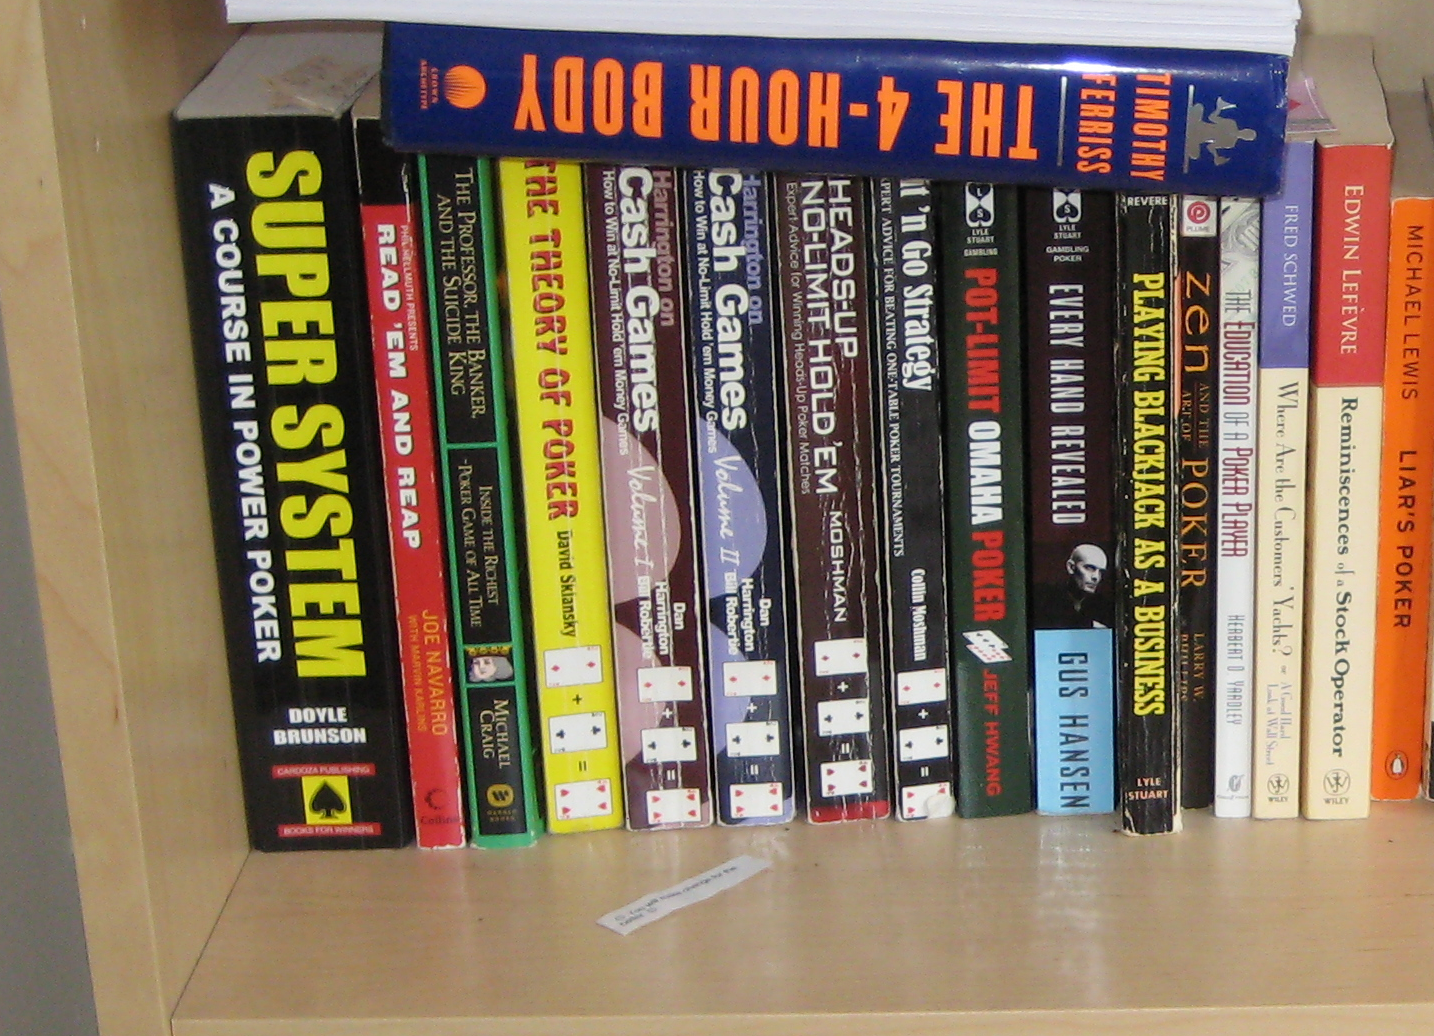 THE 4-HOUR BODY
TIMOTHY
FERRISS
CROWN
ARCHETYPE
SUPER SYSTEM
A COURSE IN POWER POKER
DOYLE
BRUNSON
CARDOZA PUBLISHING
BOOKS FOR WINNERS
PHIL HELLMUTH PRESENTS
READ 'EM AND REAP
JOE NAVARRO
WITH MARVIN KARLINS
Collins
THE PROFESSOR, THE BANKER,
AND THE SUICIDE KING
INSIDE THE RICHEST
POKER GAME OF ALL TIME
MICHAEL
CRAIG
THE THEORY OF POKER
David Sklansky
+ =
Harrington on
Cash Games
How to Win at No-Limit Hold'em Money Games
Volume I
Dan
Harrington
Bill Robertie
+ =
Harrington on
Cash Games
How to Win at No-Limit Hold'em Money Games
Volume II
Dan
Harrington
Bill Robertie
+ =
HEADS-UP
NO-LIMIT HOLD 'EM
Expert Advice for Winning Heads-Up Poker Matches
MOSHMAN
+ =
it 'n Go Strategy
XPERT ADVICE FOR BEATING ONE-TABLE POKER TOURNAMENTS
Collin Moshman
+ =
LYLE
STUART
GAMBLING
POT-LIMIT OMAHA POKER
JEFF HWANG
LYLE
STUART
GAMBLING
POKER
EVERY HAND REVEALED
GUS HANSEN
REVERE
PLAYING BLACKJACK AS A BUSINESS
LYLE
STUART
PLUME
zen AND THE
ART OF POKER
LARRY W.
PHILLIPS
THE EDUCATION OF A POKER PLAYER
HERBERT O. YARDLEY
FRED SCHWED
Where Are the Customers' Yachts?
or A Good Hard
Look at Wall Street
WILEY
EDWIN LEFÈVRE
Reminiscences of a Stock Operator
WILEY
MICHAEL LEWIS LIAR'S POKER